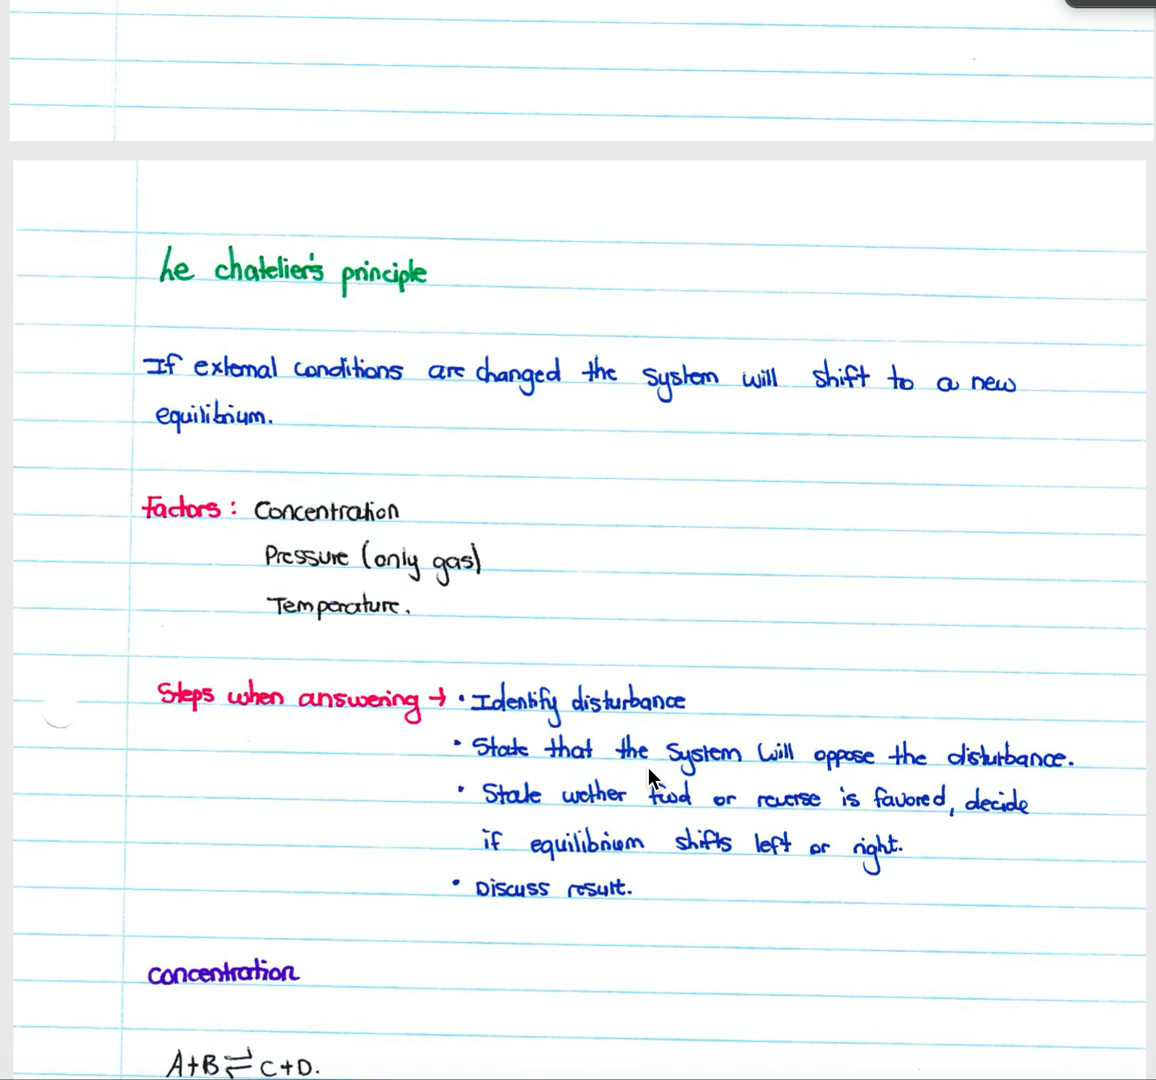 he chatelier's principle
If external conditions are changed the system will shift to a new
equilibrium.
Factors: Concentration
Pressure (only gas)
Temperature.
Steps when answering → • Identify disturbance
• State that the system will oppose the disturbance.
• State wether fwd or reverse is favored, decide
if equilibrium shifts left or right.
• Discuss result.
concentration
A+B⇌C+D.